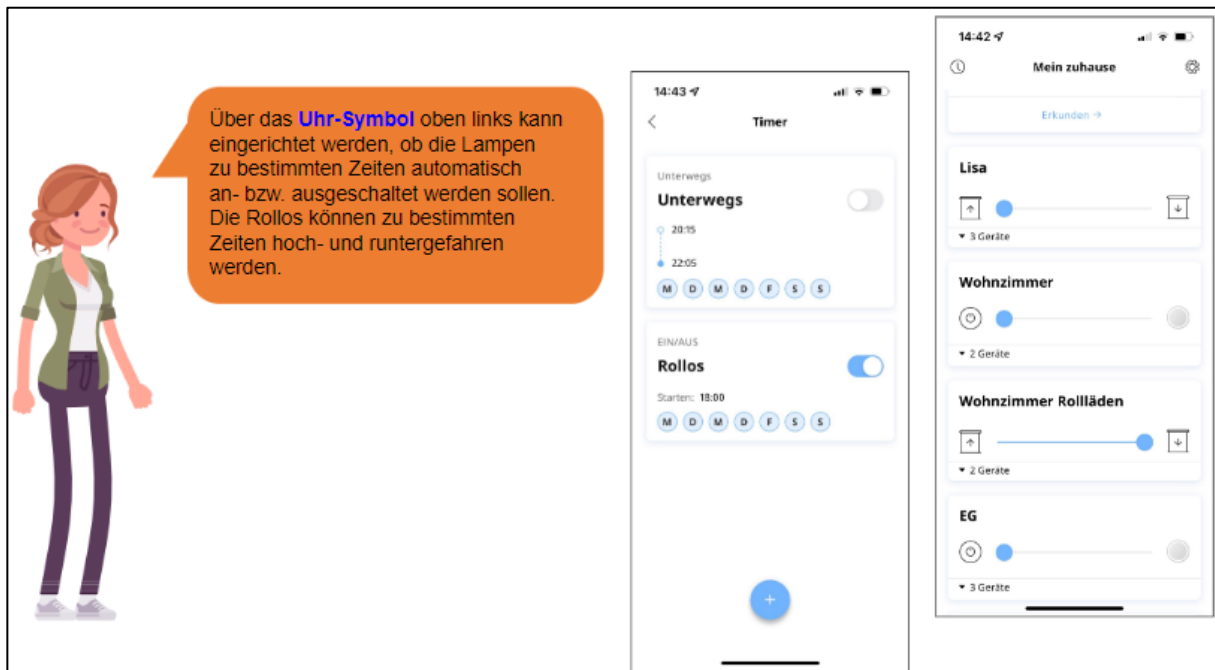 Über das Uhr-Symbol oben links kann
eingerichtet werden, ob die Lampen
zu bestimmten Zeiten automatisch
an- bzw. ausgeschaltet werden sollen.
Die Rollos können zu bestimmten
Zeiten hoch- und runtergefahren
werden.
14:43
Timer
Unterwegs
Unterwegs
20:15
22:05
M D M D F S S
EIN/AUS
Rollos
Starten: 18:00
M D M D F S S
14:42
Mein zuhause
Erkunden →
Lisa
3 Geräte
Wohnzimmer
2 Geräte
Wohnzimmer Rollläden
2 Geräte
EG
3 Geräte